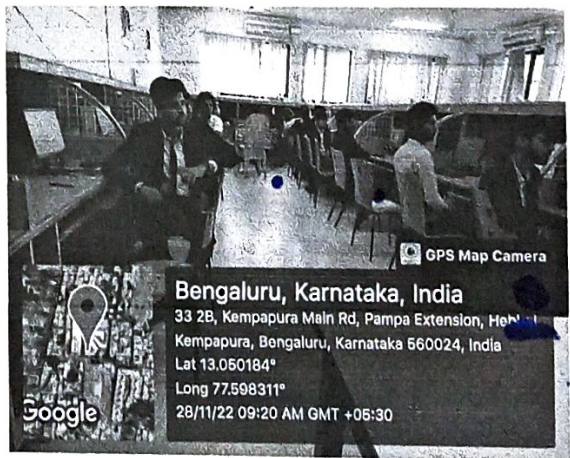 GPS Map Camera
Bengaluru, Karnataka, India
33 2B, Kempapura Main Rd, Pampa Extension,
Kempapura, Bengaluru, Karnataka 560024, India
Lat 13.050184°
Long 77.598311°
28/11/22 09:20 AM GMT +05:30
Google